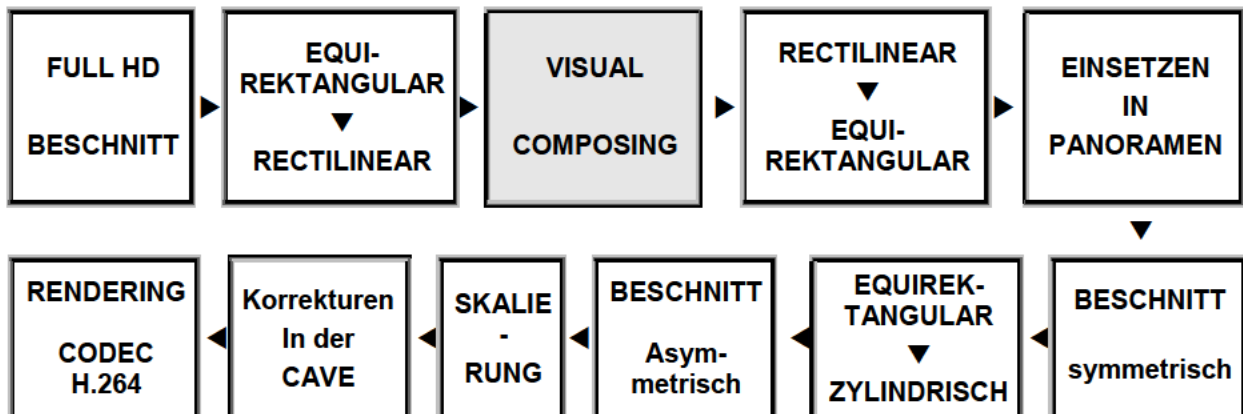 FULL HD
BESCHNITT
EQUI-
REKTANGULAR
▼
RECTILINEAR
VISUAL
COMPOSING
RECTILINEAR
▼
EQUI-
REKTANGULAR
EINSETZEN
IN
PANORAMEN
RENDERING
CODEC
H.264
Korrekturen
In der
CAVE
SKALIE
-
RUNG
BESCHNITT
Asym-
metrisch
EQUIREK-
TANGULAR
▼
ZYLINDRISCH
BESCHNITT
symmetrisch